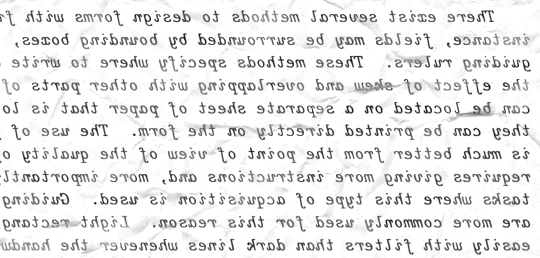 There exist several methods to design forms with f
instance, fields may be surrounded by bounding boxes,
guiding rulers. These methods specify where to write
the effect of skew and overlapping with other parts of
can be located on a separate sheet of paper that is lo
they can be printed directly on the form. The use of
is much better from the point of view of the quality o
requires giving more instructions and, more importantl
tasks where this type of acquisition is used. Guiding
are more commonly used for this reason. Light rectang
easily with filters than dark lines whenever the handw